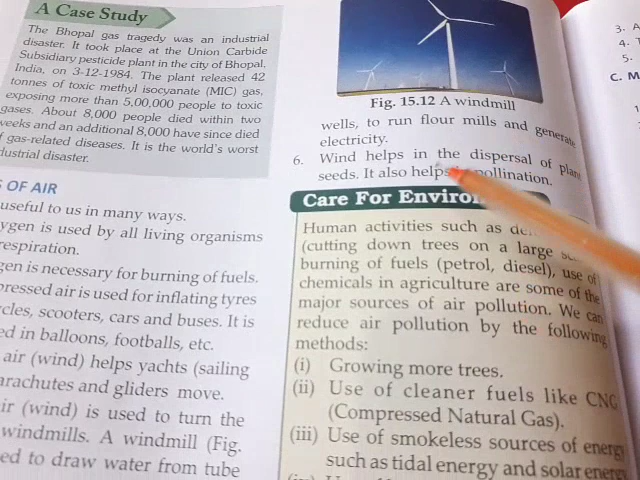 A Case Study
The Bhopal gas tragedy was an industrial
disaster. It took place at the Union Carbide
Subsidiary pesticide plant in the city of Bhopal,
India, on 3-12-1984. The plant released 42
tonnes of toxic methyl isocyanate (MIC) gas,
exposing more than 5,00,000 people to toxic
gases. About 8,000 people died within two
weeks and an additional 8,000 have since died
f gas-related diseases. It is the world's worst
dustrial disaster.
S OF AIR
useful to us in many ways.
ygen is used by all living organisms
respiration.
gen is necessary for burning of fuels.
pressed air is used for inflating tyres
cles, scooters, cars and buses. It is
ed in balloons, footballs, etc.
air (wind) helps yachts (sailing
arachutes and gliders move.
ir (wind) is used to turn the
windmills. A windmill (Fig.
ed to draw water from tube
Fig. 15.12 A windmill
wells, to run flour mills and generate
electricity.
6. Wind helps in the dispersal of plant
seeds. It also helps pollination.
Care For Enviro
Human activities such as de
(cutting down trees on a large
burning of fuels (petrol, diesel), use of
chemicals in agriculture are some of the
major sources of air pollution. We can
reduce air pollution by the following
methods:
(i) Growing more trees.
(ii) Use of cleaner fuels like CNG
(Compressed Natural Gas).
(iii) Use of smokeless sources of energy
such as tidal energy and solar energy
3. A
4.
5.
C. M